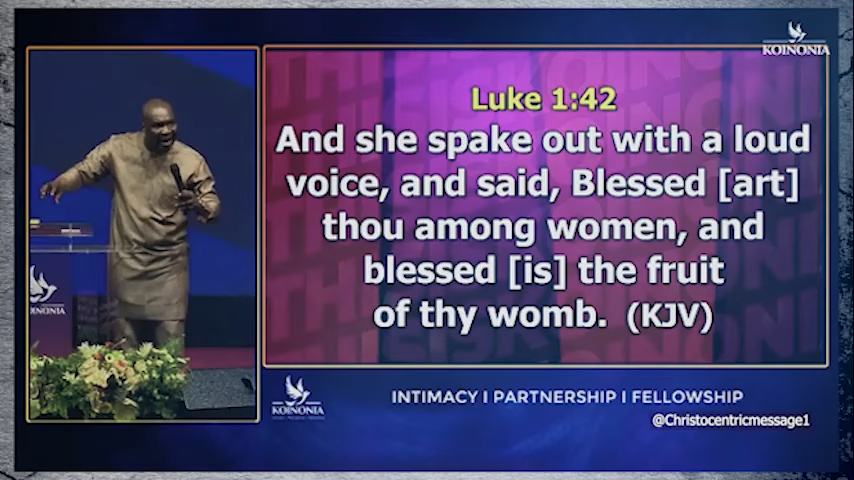 KOINONIA
Luke 1:42
And she spake out with a loud
voice, and said, Blessed [art]
thou among women, and
blessed [is] the fruit
of thy womb. (KJV)
KOINONIA
KOINONIA
INTIMACY I PARTNERSHIP I FELLOWSHIP
@Christocentricmessage1